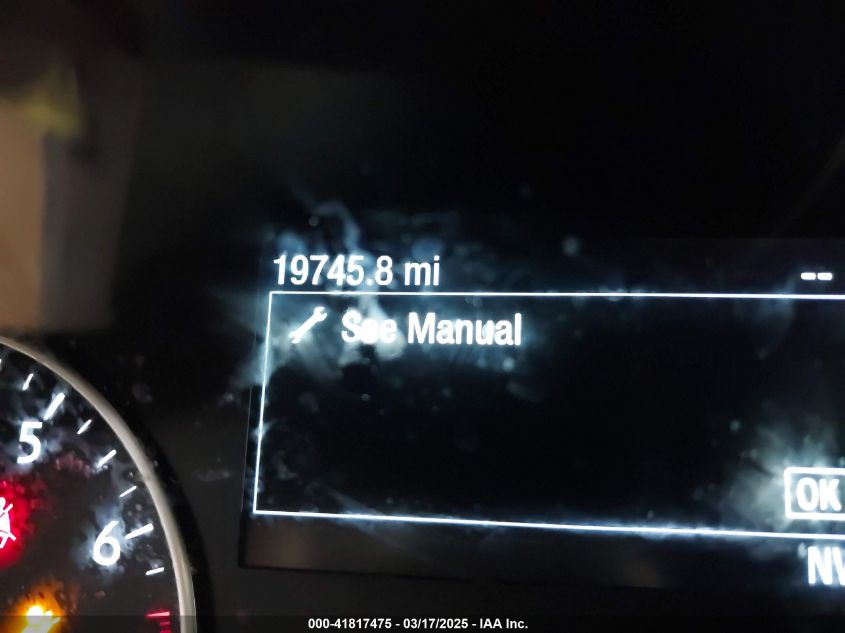 19745.8 mi
--
See Manual
5
6
OK
000-41817475 - 03/17/2025 - IAA Inc.